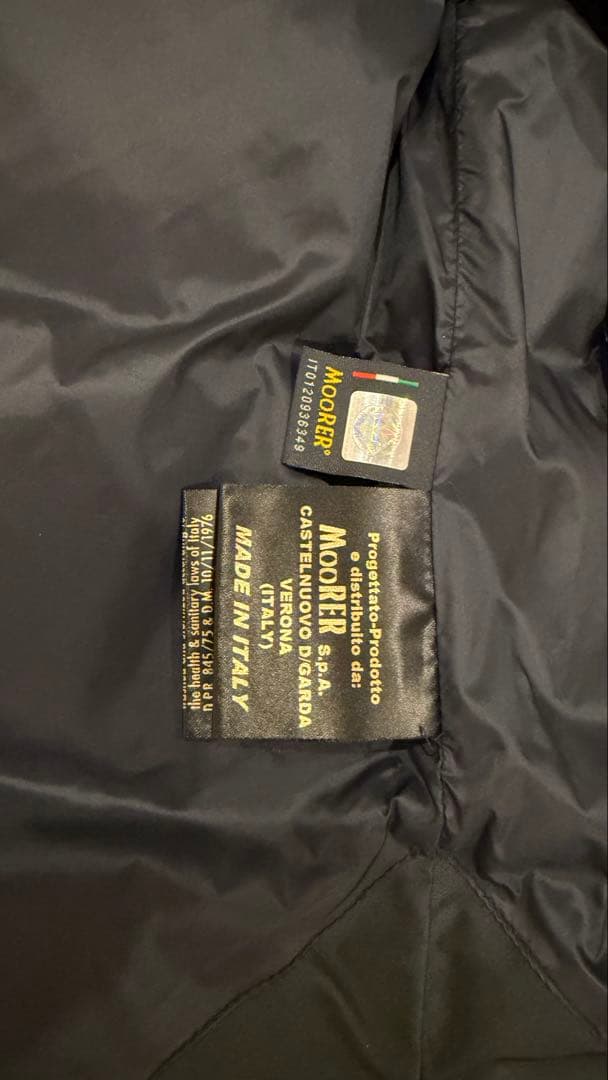 MOORER®
IT0120936349
Progettato-Prodotto
e distribuito da:
MOORER S.p.A.
CASTELNUOVO D/GARDA
VERONA
(ITALY)
MADE IN ITALY
the health & sanitary laws of Italy
D.P.R. 845/75 & D.M. 10/11/1976